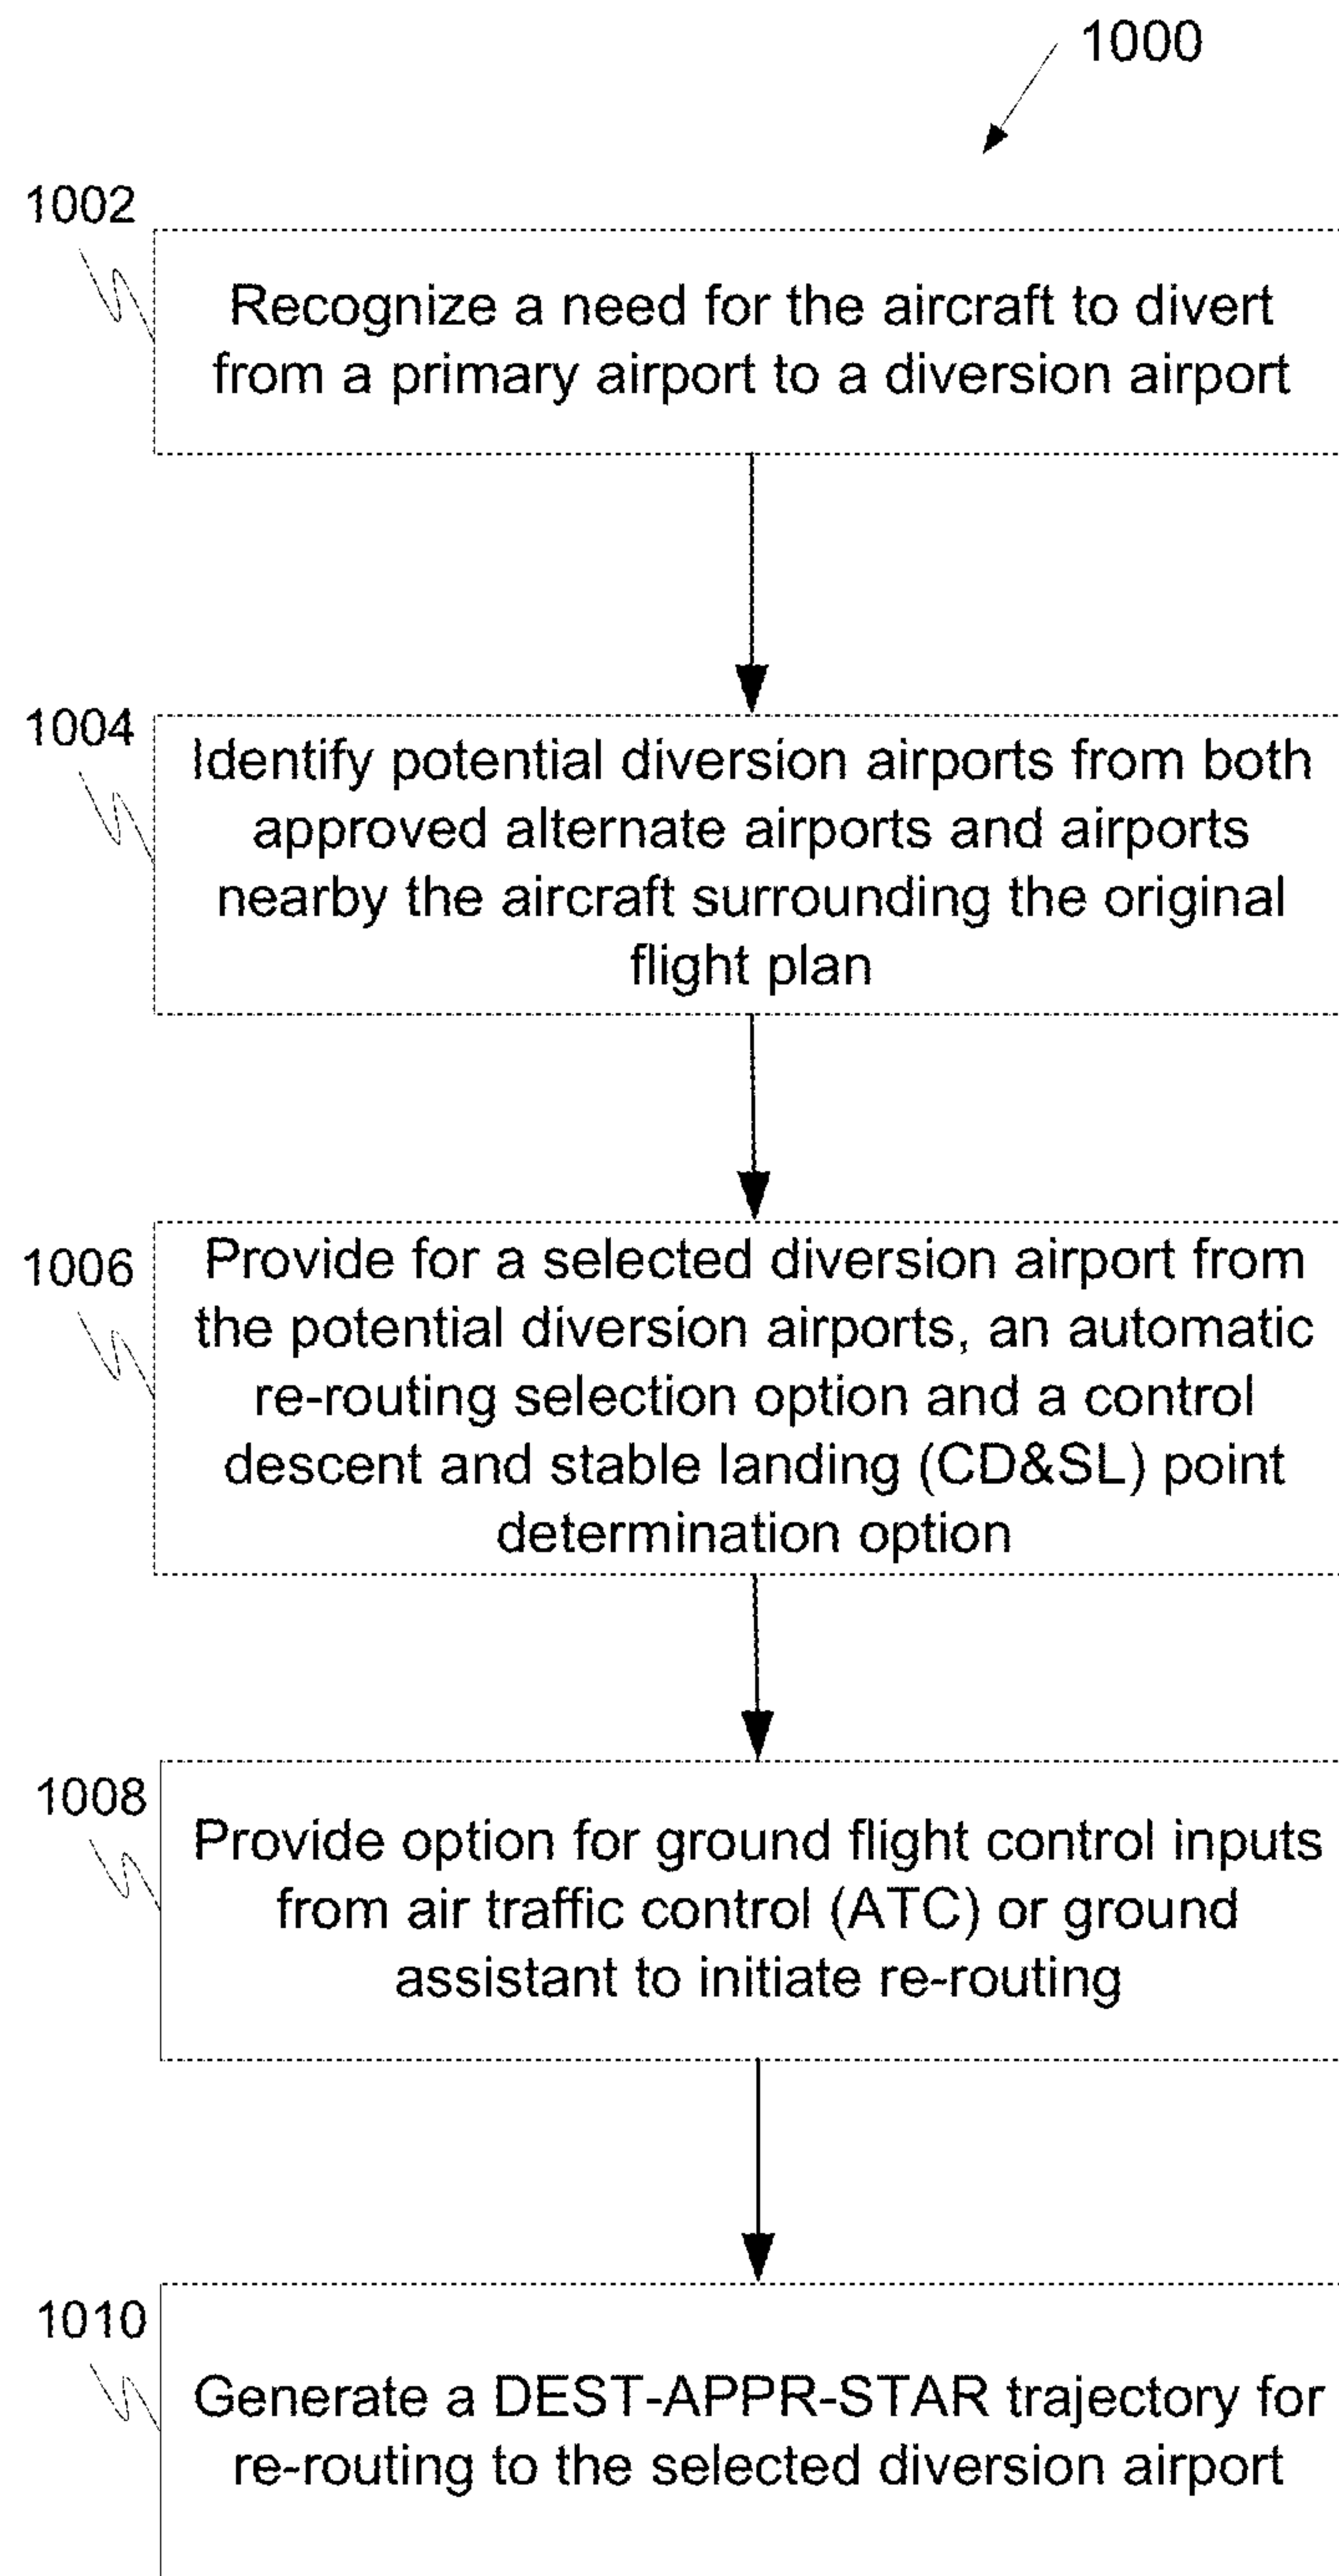 1000
1002
Recognize a need for the aircraft to divert
from a primary airport to a diversion airport
1004
Identify potential diversion airports from both
approved alternate airports and airports
nearby the aircraft surrounding the original
flight plan
1006
Provide for a selected diversion airport from
the potential diversion airports, an automatic
re-routing selection option and a control
descent and stable landing (CD&SL) point
determination option
1008
Provide option for ground flight control inputs
from air traffic control (ATC) or ground
assistant to initiate re-routing
1010
Generate a DEST-APPR-STAR trajectory for
re-routing to the selected diversion airport